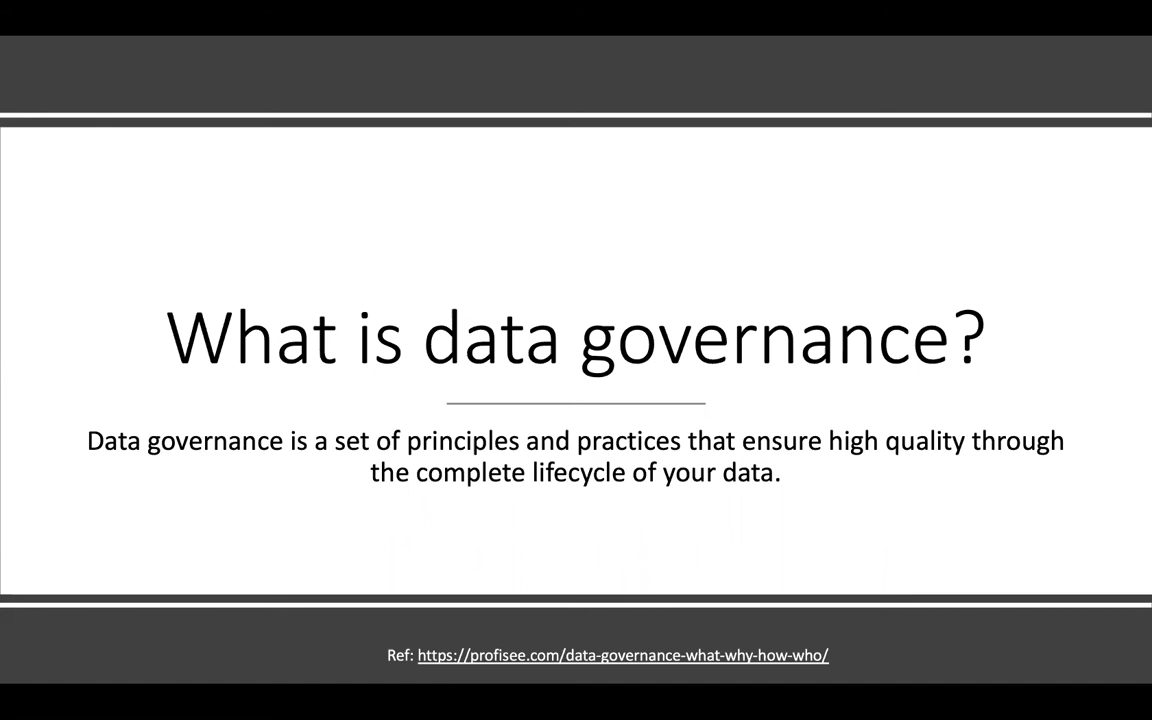 What is data governance?
Data governance is a set of principles and practices that ensure high quality through
the complete lifecycle of your data.
Ref: https://profisee.com/data-governance-what-why-how-who/